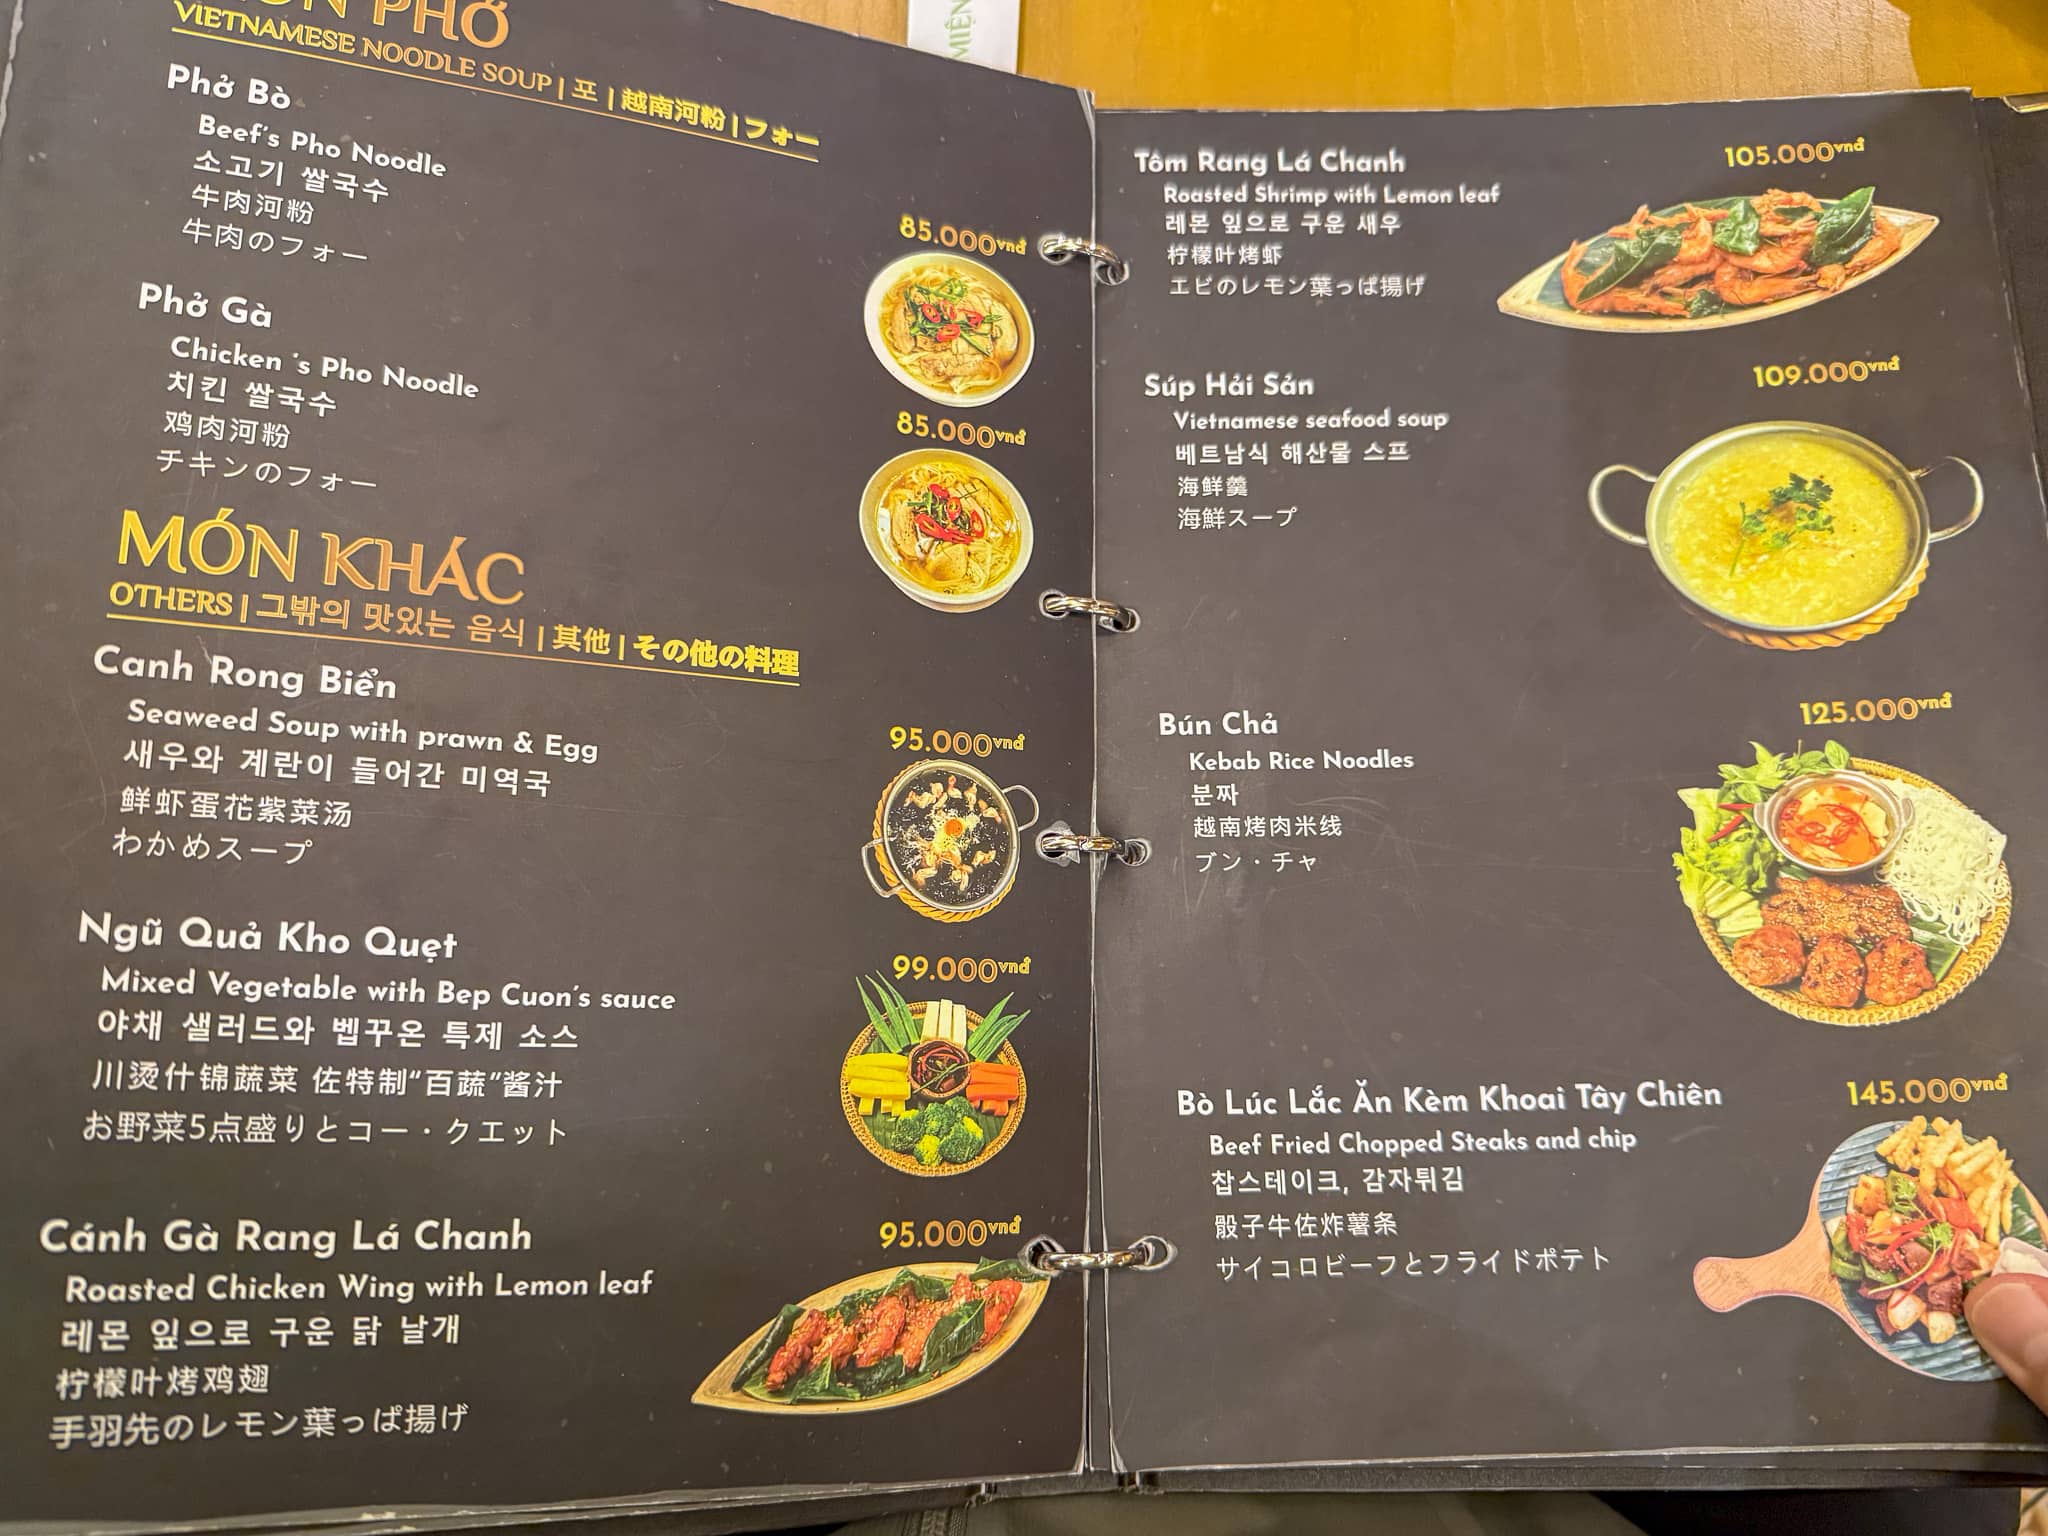 MÓN PHỞ
VIETNAMESE NOODLE SOUP | 포 | 越南河粉 | フォー
Phở Bò
Beef's Pho Noodle
소고기 쌀국수
牛肉河粉
牛肉のフォー
85.000vnđ
Phở Gà
Chicken 's Pho Noodle
치킨 쌀국수
鸡肉河粉
チキンのフォー
85.000vnđ
MÓN KHÁC
OTHERS | 그밖의 맛있는 음식 | 其他 | その他の料理
Canh Rong Biển
Seaweed Soup with prawn & Egg
새우와 계란이 들어간 미역국
鲜虾蛋花紫菜汤
わかめスープ
95.000vnđ
Ngũ Quả Kho Quẹt
Mixed Vegetable with Bep Cuon's sauce
야채 샐러드와 벱꾸온 특제 소스
川烫什锦蔬菜 佐特制“百蔬”酱汁
お野菜5点盛りとコー・クエット
99.000vnđ
Cánh Gà Rang Lá Chanh
Roasted Chicken Wing with Lemon leaf
레몬 잎으로 구운 닭 날개
柠檬叶烤鸡翅
手羽先のレモン葉っぱ揚げ
95.000vnđ
MIỆN
Tôm Rang Lá Chanh
Roasted Shrimp with Lemon leaf
레몬 잎으로 구운 새우
柠檬叶烤虾
エビのレモン葉っぱ揚げ
105.000vnđ
Súp Hải Sản
Vietnamese seafood soup
베트남식 해산물 스프
海鲜羹
海鮮スープ
109.000vnđ
Bún Chả
Kebab Rice Noodles
분짜
越南烤肉米线
ブン・チャ
125.000vnđ
Bò Lúc Lắc Ăn Kèm Khoai Tây Chiên
Beef Fried Chopped Steaks and chip
찹스테이크, 감자튀김
骰子牛佐炸薯条
サイコロビーフとフライドポテト
145.000vnđ